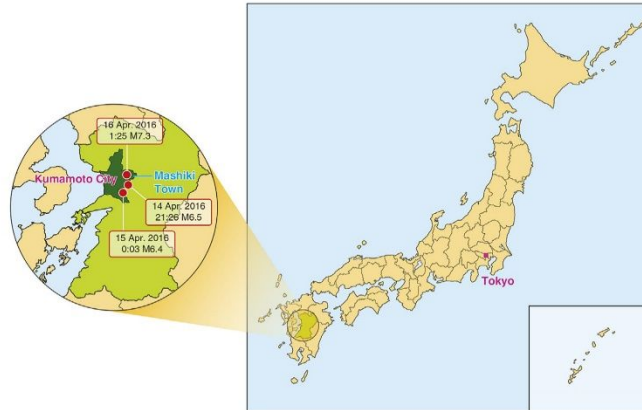 16 Apr. 2016
1:25 M7.3
Kumamoto City
Mashiki
Town
14 Apr. 2016
21:26 M6.5
15 Apr. 2016
0:03 M6.4
Tokyo